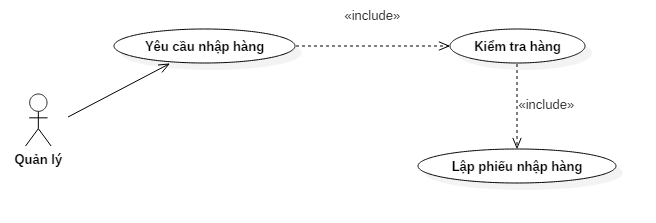 «include»
Yêu cầu nhập hàng
Kiểm tra hàng
«include»
Quản lý
Lập phiếu nhập hàng